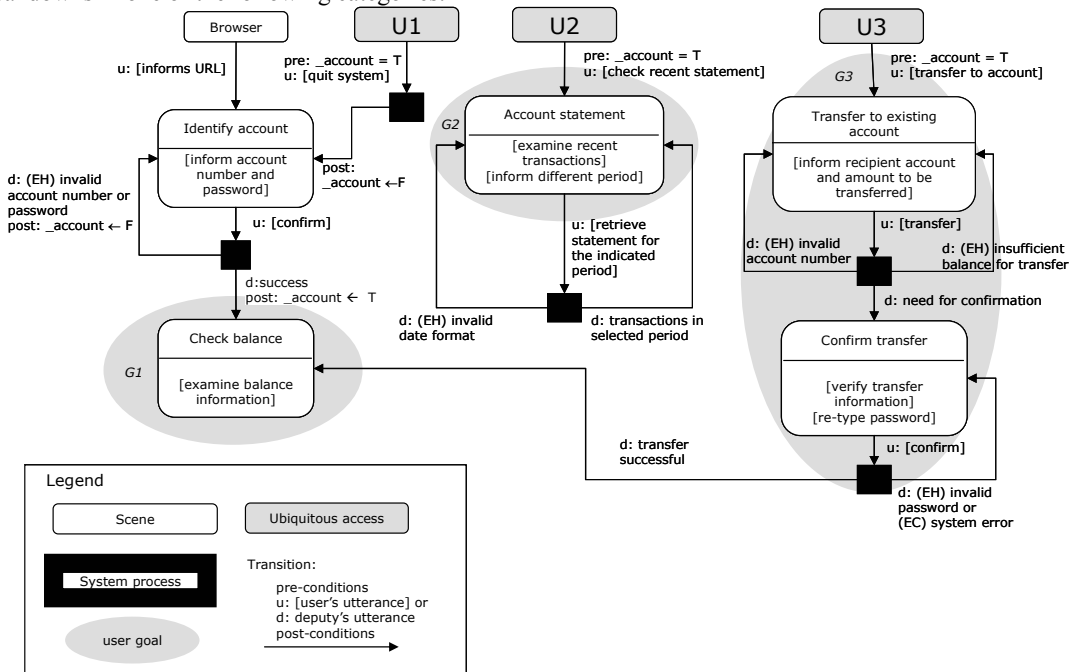 the following categories
Browser
U1
U2
U3
u: [informs URL]
pre: _account = T
u: [quit system]
pre: _account = T
u: [check recent statement]
pre: _account = T
u: [transfer to account]
G3
Identify account
[inform account
number and
password]
d: (EH) invalid
account number or
password
post: _account ← F
post:
_account ←F
u: [confirm]
d:success
post: _account ← T
G1
Check balance
[examine balance
information]
G2
Account statement
[examine recent
transactions]
[inform different period]
u: [retrieve
statement for
the indicated
period]
d: (EH) invalid
date format
d: transactions in
selected period
Transfer to existing
account
[inform recipient account
and amount to be
transferred]
u: [transfer]
d: (EH) invalid
account number
d: (EH) insufficient
balance for transfer
d: need for confirmation
Confirm transfer
[verify transfer
information]
[re-type password]
u: [confirm]
d: transfer
successful
d: (EH) invalid
password or
(EC) system error
Legend
Scene
Ubiquitous access
System process
user goal
Transition:
pre-conditions
u: [user's utterance] or
d: deputy's utterance
post-conditions